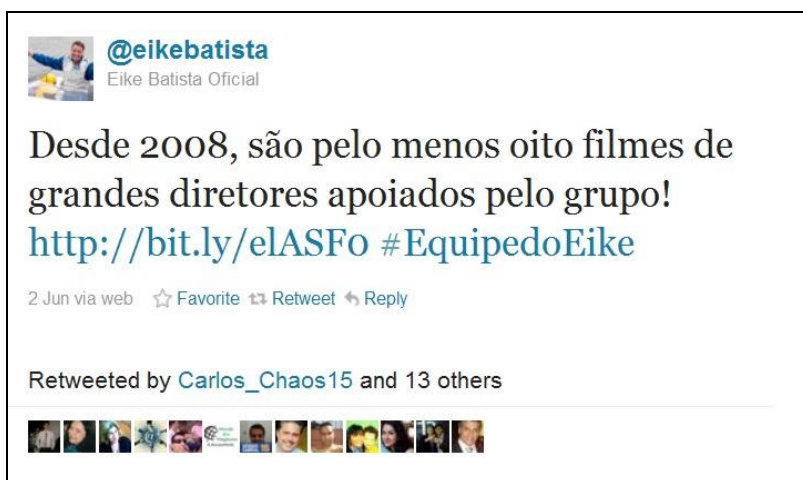 @eikebatista
Eike Batista Oficial
Desde 2008, são pelo menos oito filmes de
grandes diretores apoiados pelo grupo!
http://bit.ly/elASF0 #EquipedoEike
2 Jun via web Favorite Retweet Reply
Retweeted by Carlos_Chaos15 and 13 others